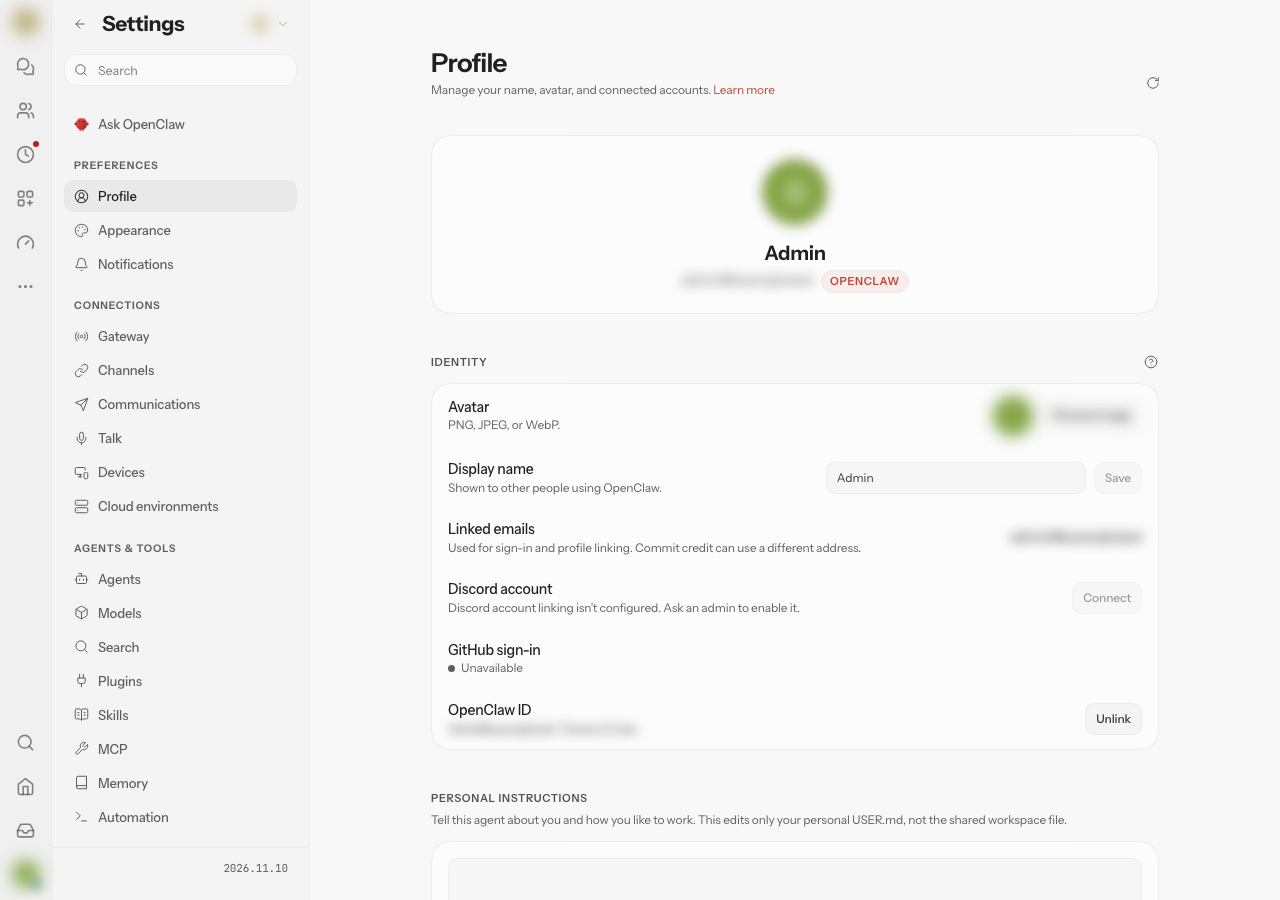 Settings
Search
Ask OpenClaw
PREFERENCES
Profile
Appearance
Notifications
CONNECTIONS
Gateway
Channels
Communications
Talk
Devices
Cloud environments
AGENTS & TOOLS
Agents
Models
Search
Plugins
Skills
MCP
Memory
Automation
2026.11.10
Profile
Manage your name, avatar, and connected accounts. Learn more
Admin
OPENCLAW
IDENTITY
Avatar
PNG, JPEG, or WebP.
Display name
Shown to other people using OpenClaw.
Admin
Save
Linked emails
Used for sign-in and profile linking. Commit credit can use a different address.
Discord account
Discord account linking isn't configured. Ask an admin to enable it.
Connect
GitHub sign-in
Unavailable
OpenClaw ID
Unlink
PERSONAL INSTRUCTIONS
Tell this agent about you and how you like to work. This edits only your personal USER.md, not the shared workspace file.